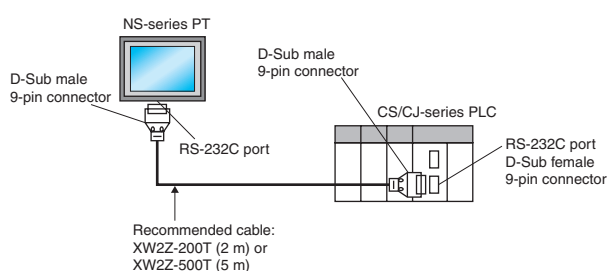 NS-series PT
D-Sub male
9-pin connector
RS-232C port
D-Sub male
9-pin connector
CS/CJ-series PLC
RS-232C port
D-Sub female
9-pin connector
Recommended cable:
XW2Z-200T (2 m) or
XW2Z-500T (5 m)